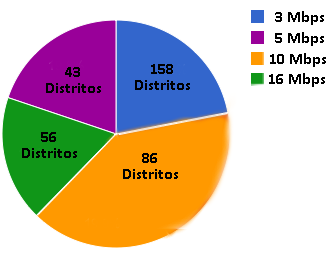 3 Mbps
5 Mbps
10 Mbps
16 Mbps
158
Distritos
43
Distritos
56
Distritos
86
Distritos